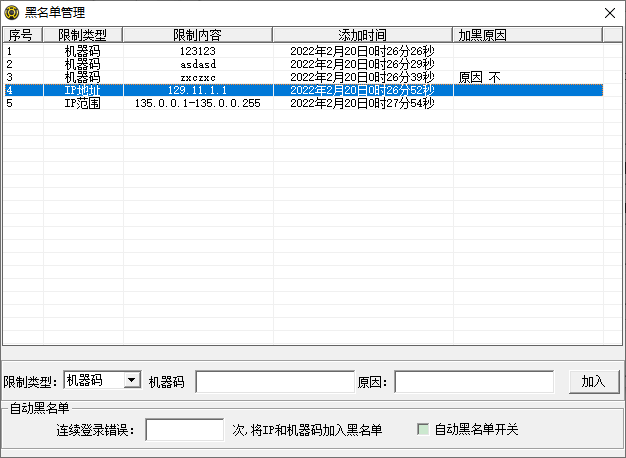 黑名单管理
序号 限制类型 限制内容 添加时间 加黑原因
1 机器码 123123 2022年2月20日0时26分26秒
2 机器码 asdasd 2022年2月20日0时26分29秒
3 机器码 zxczxc 2022年2月20日0时26分39秒 原因 不
4 IP地址 129.11.1.1 2022年2月20日0时26分52秒
5 IP范围 135.0.0.1-135.0.0.255 2022年2月20日0时27分54秒
限制类型: 机器码 机器码 原因: 加入
自动黑名单
连续登录错误: 次,将IP和机器码加入黑名单 自动黑名单开关